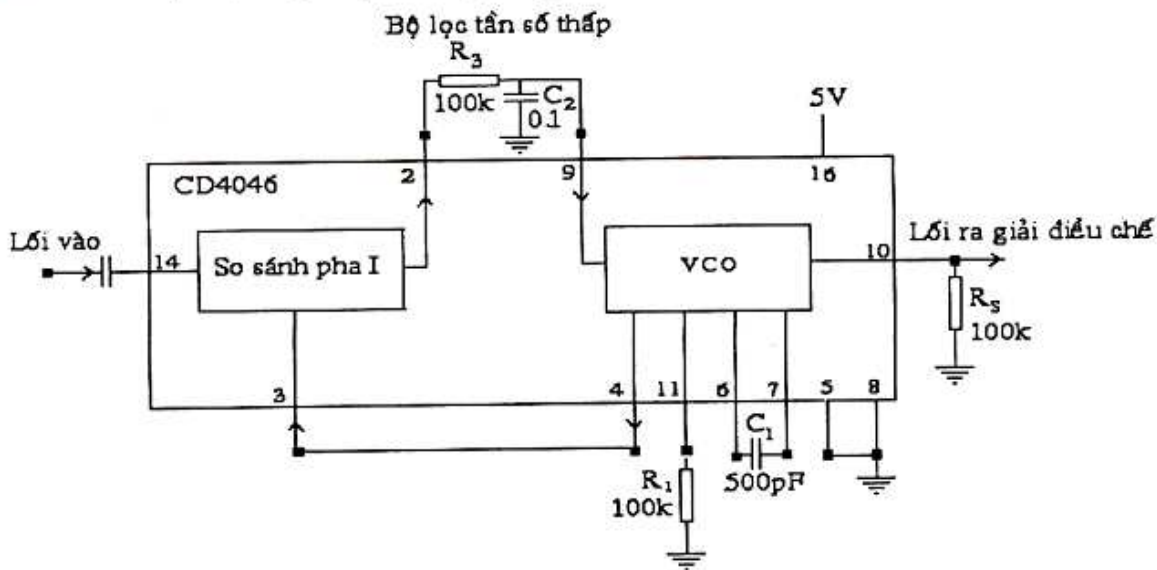 Bộ lọc tần số thấp
R3
100k
C2
0.1
5V
2
9
16
CD4046
Lối vào
14
So sánh pha I
VCO
10
Lối ra giải điều chế
RS
100k
3
4
11
6
7
5
8
C1
500pF
R1
100k